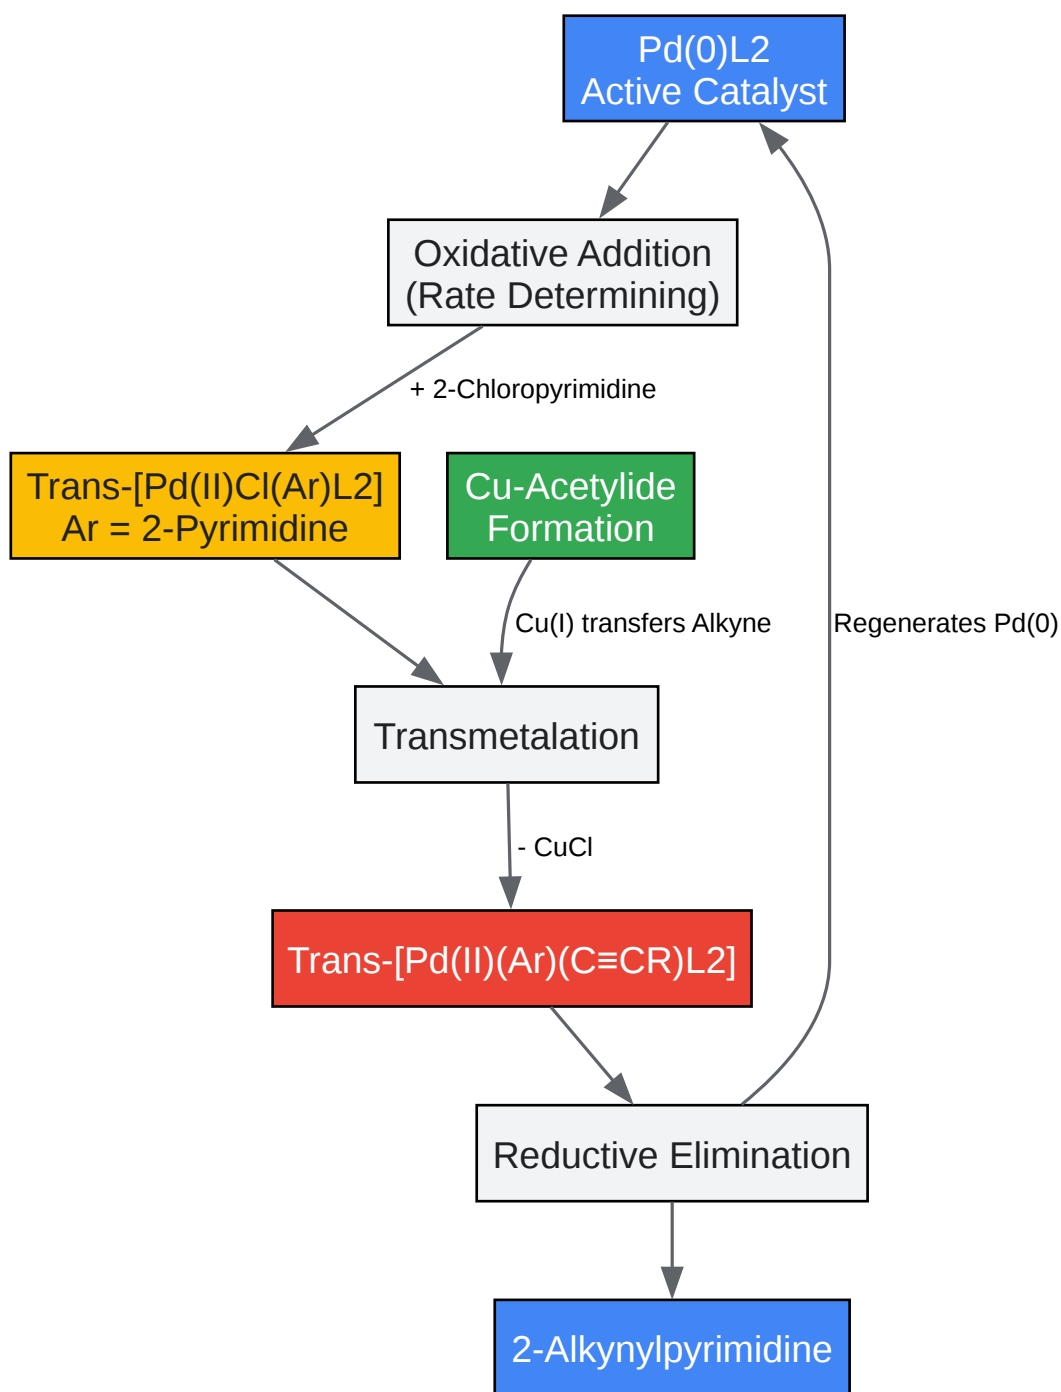 Pd(0)L2
Active Catalyst
Oxidative Addition
(Rate Determining)
+ 2-Chloropyrimidine
Trans-[Pd(II)Cl(Ar)L2]
Ar = 2-Pyrimidine
Cu-Acetylide
Formation
Cu(I) transfers Alkyne
Regenerates Pd(0)
Transmetalation
- CuCl
Trans-[Pd(II)(Ar)(C≡CR)L2]
Reductive Elimination
2-Alkynylpyrimidine